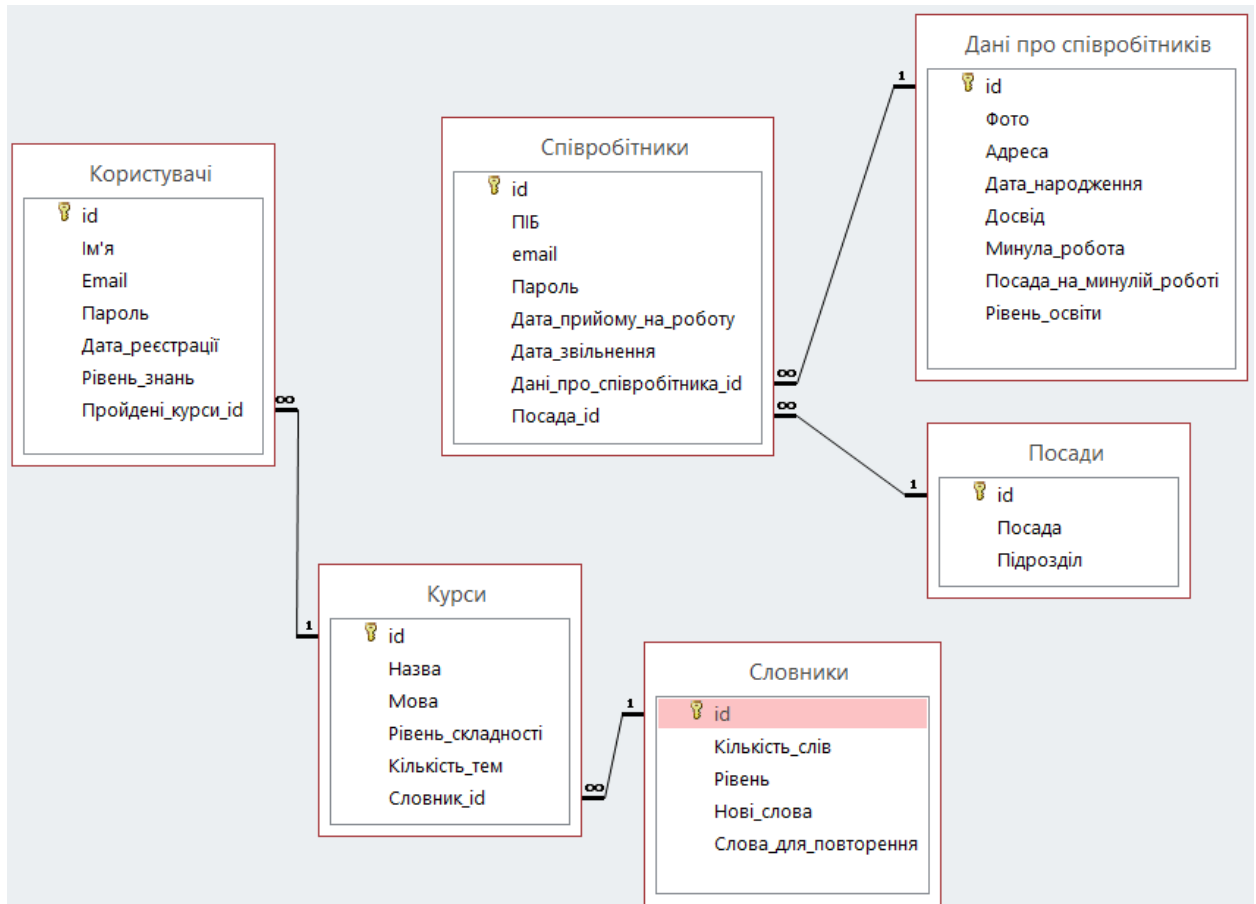 Користувачі
id
Ім'я
Email
Пароль
Дата_реєстрації
Рівень_знань
Пройдені_курси_id
∞
1
Співробітники
id
ПІБ
email
Пароль
Дата_прийому_на_роботу
Дата_звільнення
Дані_про_співробітника_id
Посада_id
∞
∞
1
1
Дані про співробітників
id
Фото
Адреса
Дата_народження
Досвід
Минула_робота
Посада_на_минулій_роботі
Рівень_освіти
Посади
id
Посада
Підрозділ
Курси
id
Назва
Мова
Рівень_складності
Кількість_тем
Словник_id
∞
1
Словники
id
Кількість_слів
Рівень
Нові_слова
Слова_для_повторення